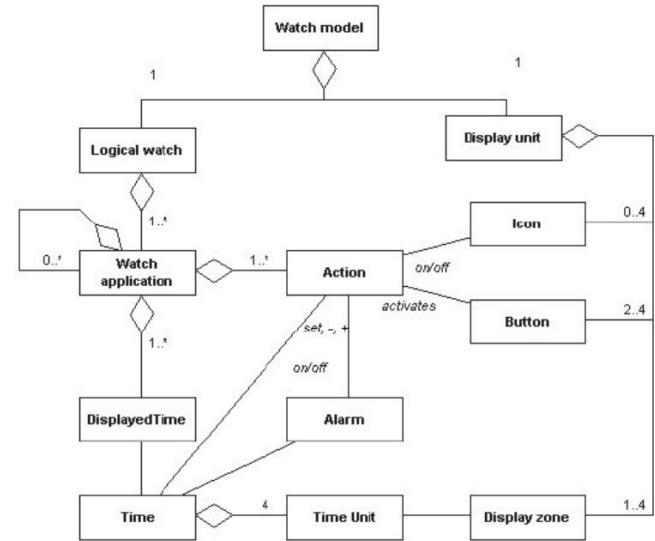 Watch model
1
1
Logical watch
Display unit
1..*
Icon
0..4
0..*
Watch
application
1..*
Action
on/off
activates
Button
2..4
1..*
set, -, +
on/off
DisplayedTime
Alarm
Time
4
Time Unit
Display zone
1..4